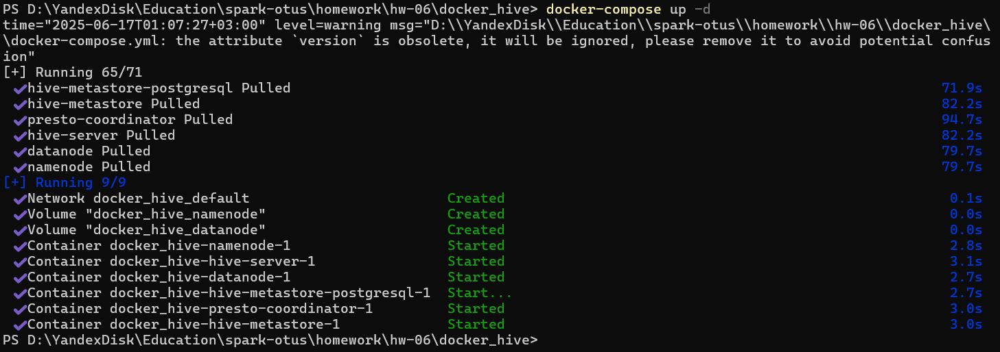 PS D:\YandexDisk\Education\spark-otus\homework\hw-06\docker_hive> docker-compose up -d
time="2025-06-17T01:07:27+03:00" level=warning msg="D:\\YandexDisk\\Education\\spark-otus\\homework\\hw-06\\docker_hive\
\docker-compose.yml: the attribute `version` is obsolete, it will be ignored, please remove it to avoid potential confus
ion"
[+] Running 65/71
✔hive-metastore-postgresql Pulled 71.9s
✔hive-metastore Pulled 82.2s
✔presto-coordinator Pulled 94.7s
✔hive-server Pulled 82.2s
✔datanode Pulled 79.7s
✔namenode Pulled 79.7s
[+] Running 9/9
✔Network docker_hive_default Created 0.1s
✔Volume "docker_hive_namenode" Created 0.0s
✔Volume "docker_hive_datanode" Created 0.0s
✔Container docker_hive-namenode-1 Started 2.8s
✔Container docker_hive-hive-server-1 Started 3.1s
✔Container docker_hive-datanode-1 Started 2.7s
✔Container docker_hive-hive-metastore-postgresql-1 Start... 2.7s
✔Container docker_hive-presto-coordinator-1 Started 3.0s
✔Container docker_hive-hive-metastore-1 Started 3.0s
PS D:\YandexDisk\Education\spark-otus\homework\hw-06\docker_hive>